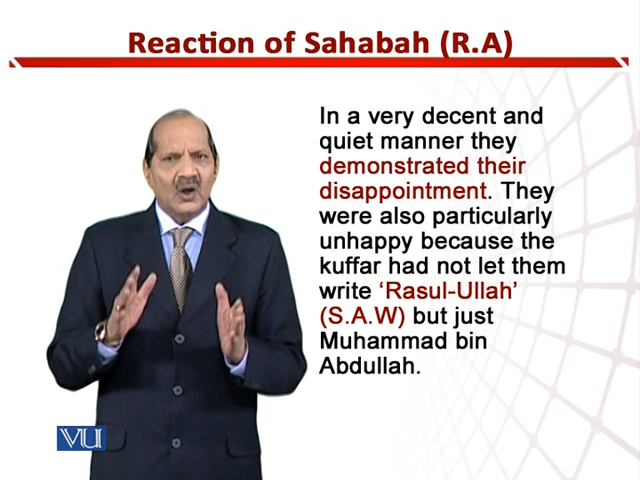 Reaction of Sahabah (R.A)
In a very decent and
quiet manner they
demonstrated their
disappointment. They
were also particularly
unhappy because the
kuffar had not let them
write ‘Rasul-Ullah’
(S.A.W) but just
Muhammad bin
Abdullah.
VU